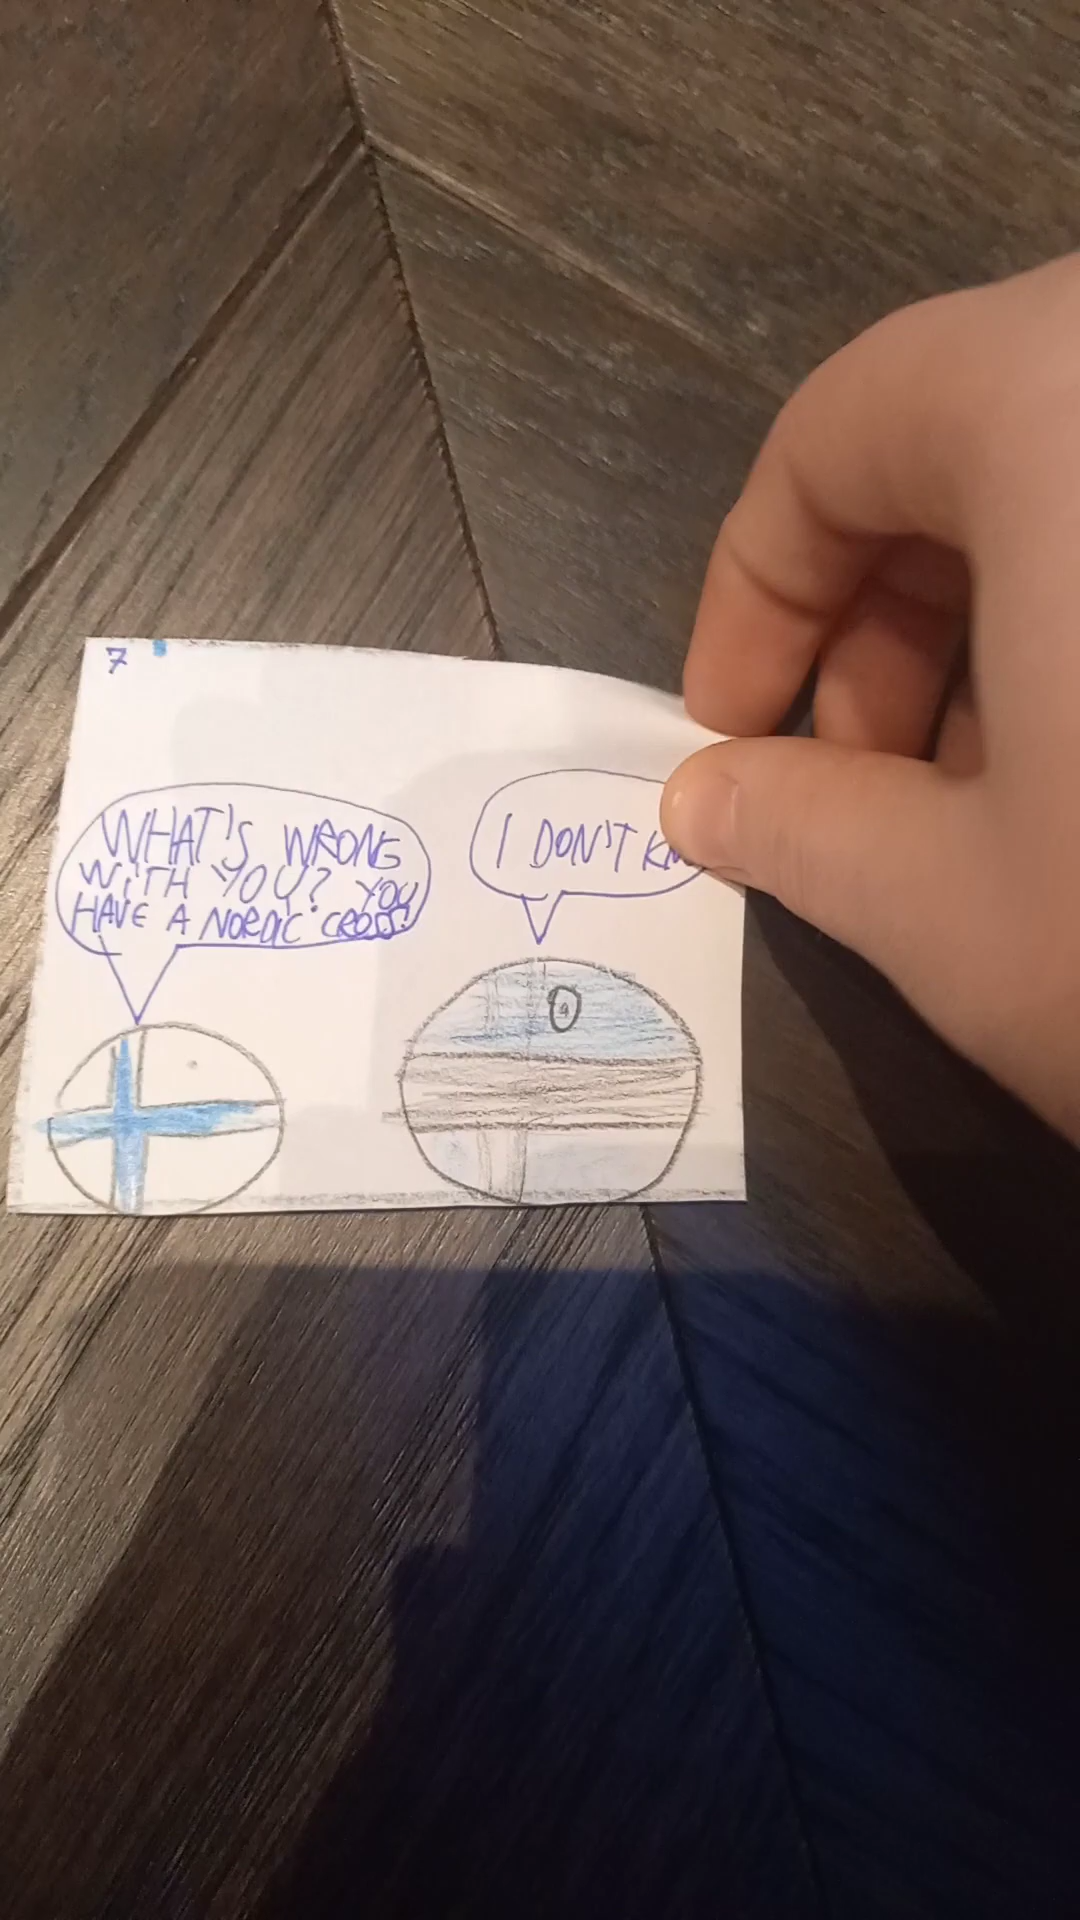 7
WHAT'S WRONG
WITH YOU? YOU
HAVE A NORDIC CROSS!
I DON'T